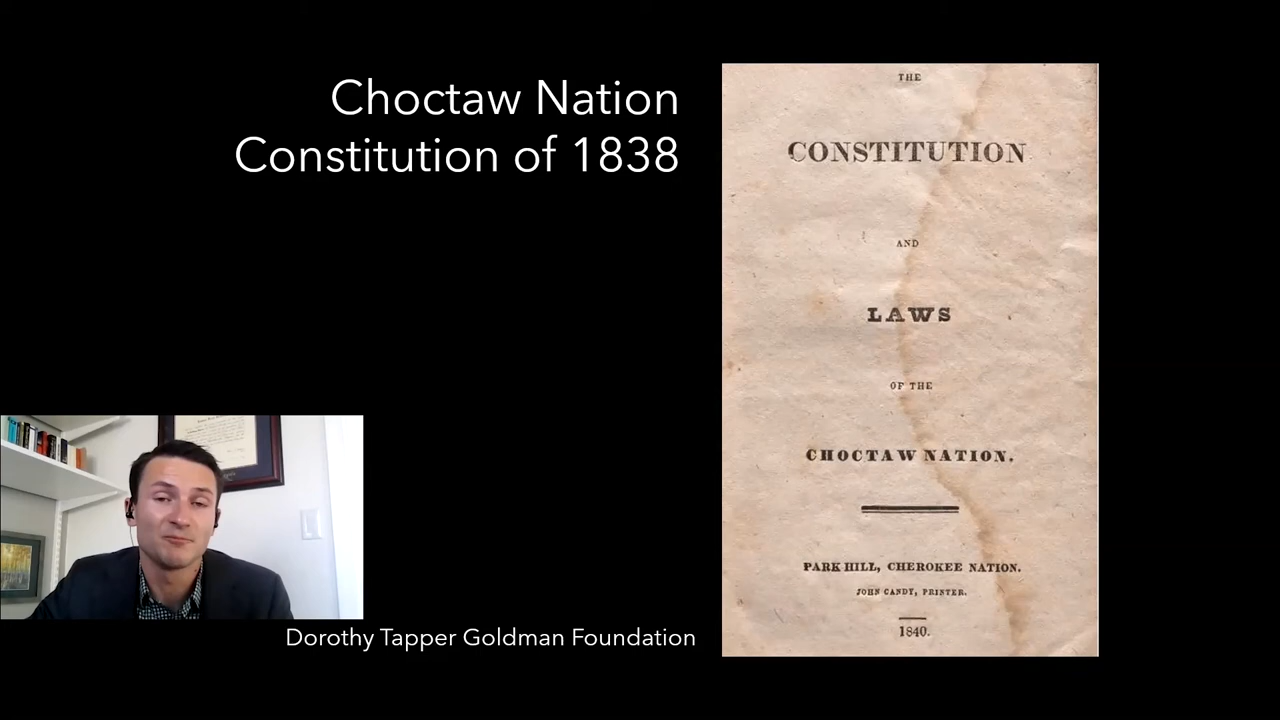 Choctaw Nation
Constitution of 1838
THE
CONSTITUTION
AND
LAWS
OF THE
CHOCTAW NATION.
PARK HILL, CHEROKEE NATION.
JOHN CANDY, PRINTER.
1840.
Dorothy Tapper Goldman Foundation